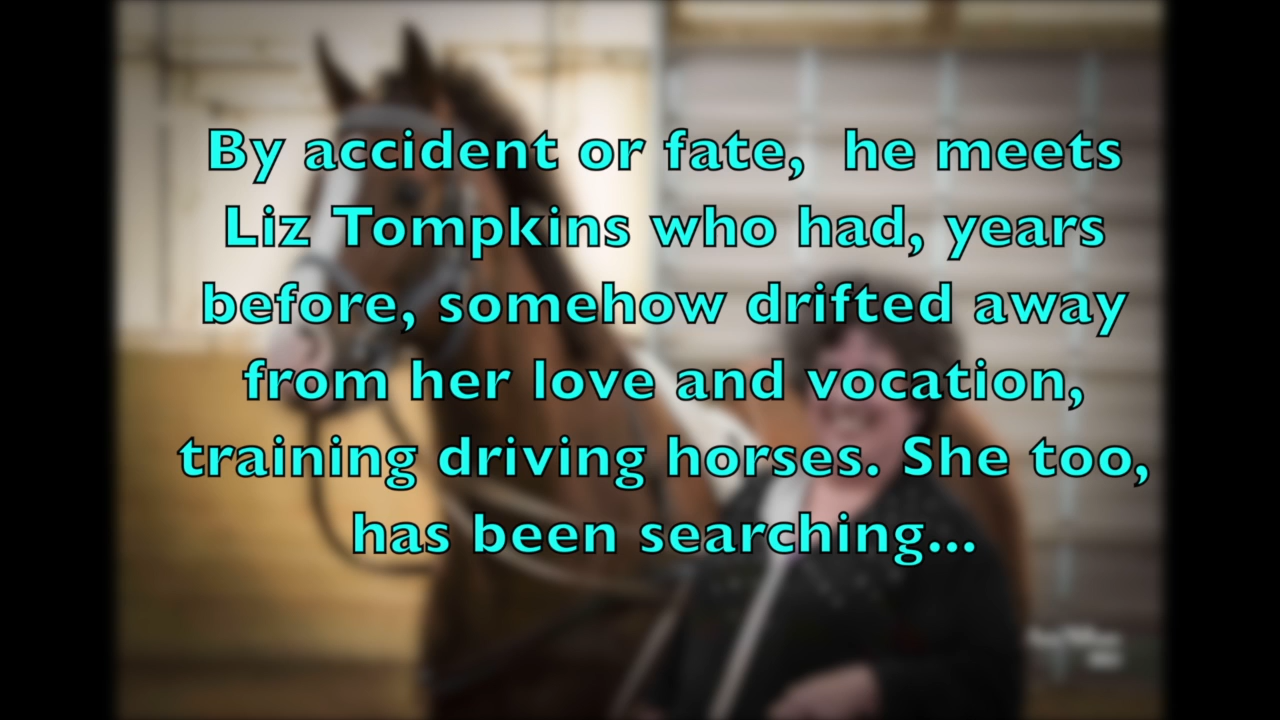 By accident or fate,  he meets
Liz Tompkins who had, years
before, somehow drifted away
from her love and vocation,
training driving horses. She too,
has been searching...